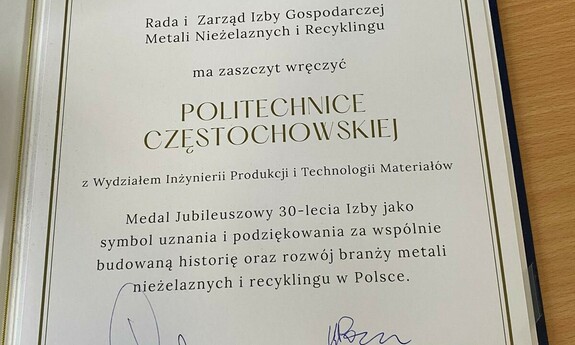 Rada i Zarząd Izby Gospodarczej
Metali Nieżelaznych i Recyklingu
ma zaszczyt wręczyć
POLITECHNICE
CZĘSTOCHOWSKIEJ
z Wydziałem Inżynierii Produkcji i Technologii Materiałów
Medal Jubileuszowy 30-lecia Izby jako
symbol uznania i podziękowania za wspólnie
budowaną historię oraz rozwój branży metali
nieżelaznych i recyklingu w Polsce.